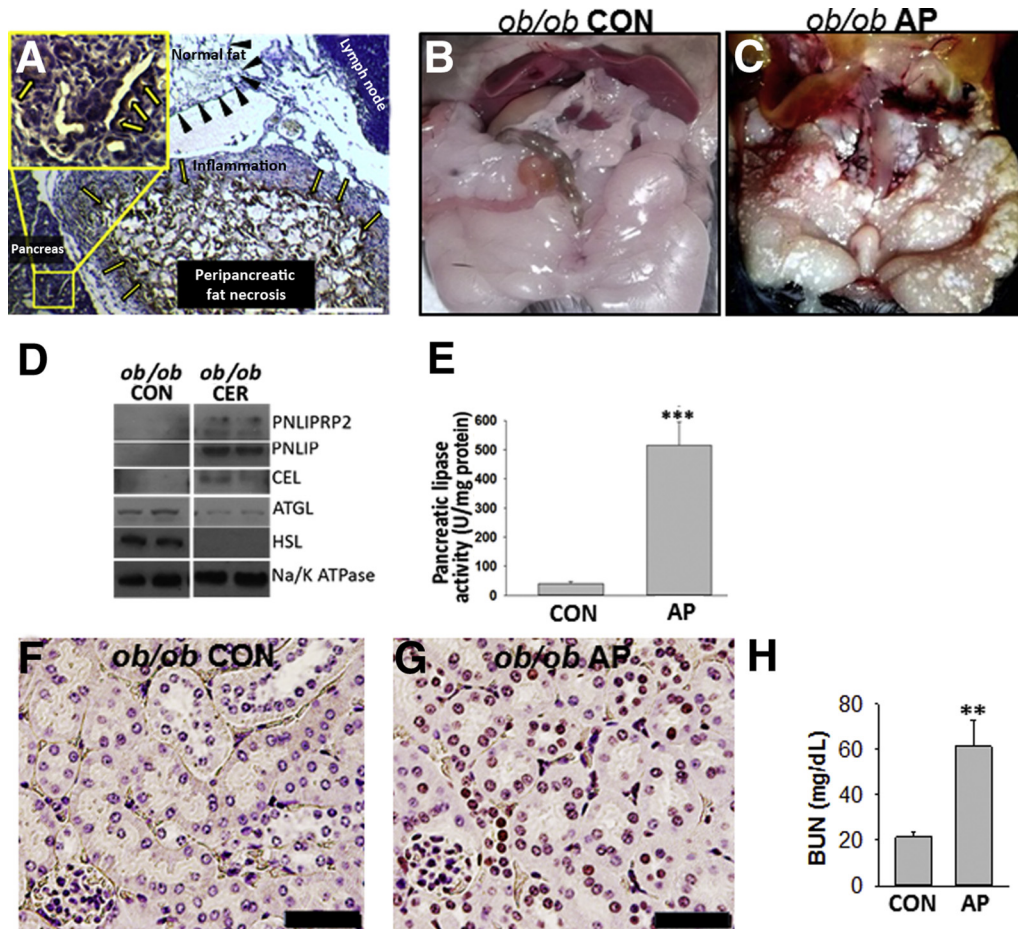 ob/ob CON
ob/ob AP
A
B
C
Normal fat
Lymph node
Inflammation
Pancreas
Peripancreatic
fat necrosis
D
ob/ob
CON
ob/ob
CER
PNLIPRP2
PNLIP
CEL
ATGL
HSL
Na/K ATPase
E
Pancreatic lipase
activity (U/mg protein)
600
500
400
300
200
100
0
***
CON
AP
F
ob/ob CON
G
ob/ob AP
H
BUN (mg/dL)
80
60
40
20
0
**
CON
AP